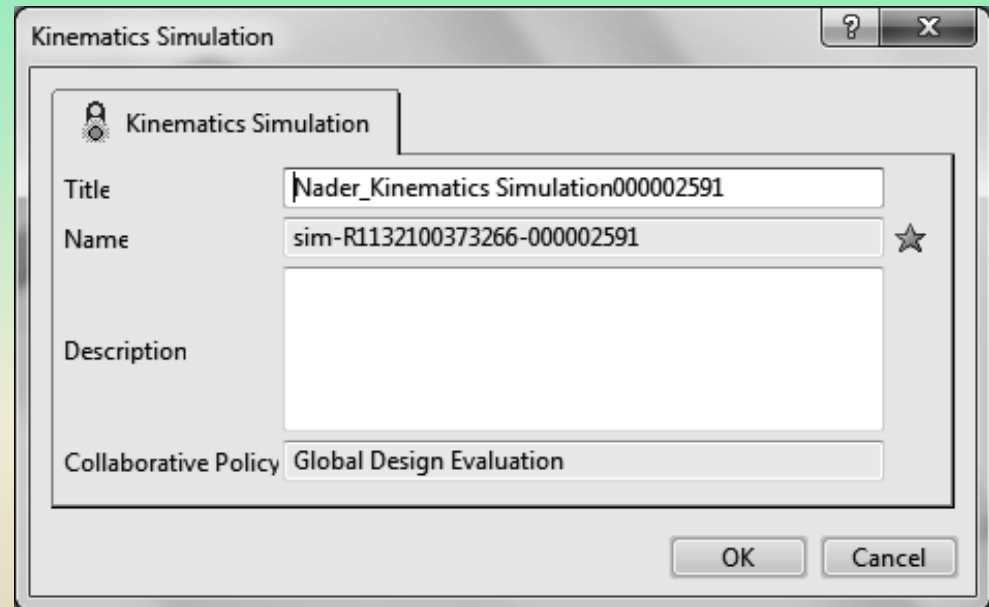 Kinematics Simulation
?
X
Kinematics Simulation
Title
Nader_Kinematics Simulation000002591
Name
sim-R1132100373266-000002591
Description
Collaborative Policy
Global Design Evaluation
OK
Cancel